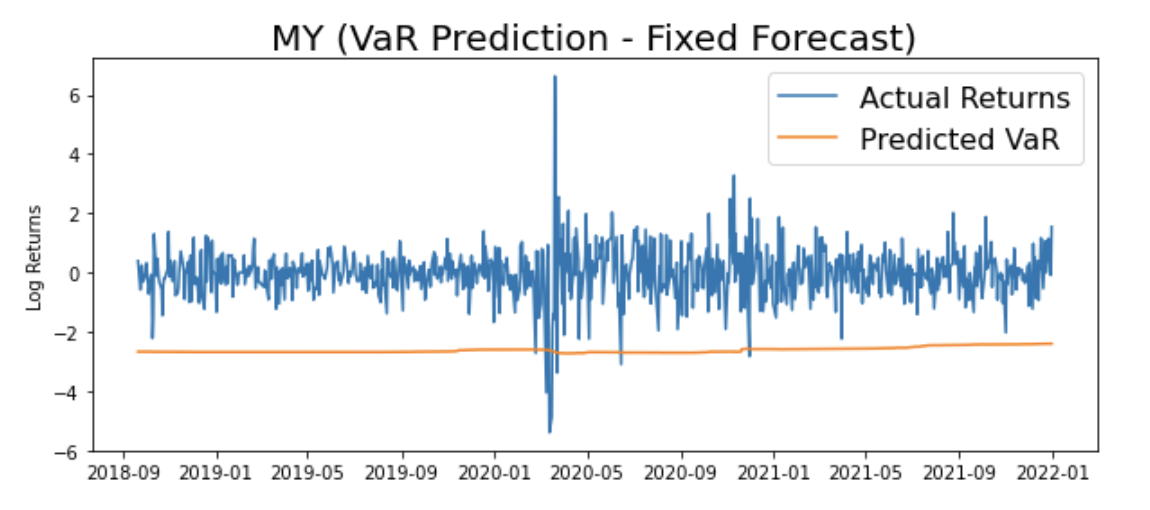 MY (VaR Prediction - Fixed Forecast)
Actual Returns
Predicted VaR
Log Returns
6
4
2
0
−2
−4
−6
2018-09 2019-01 2019-05 2019-09 2020-01 2020-05 2020-09 2021-01 2021-05 2021-09 2022-01